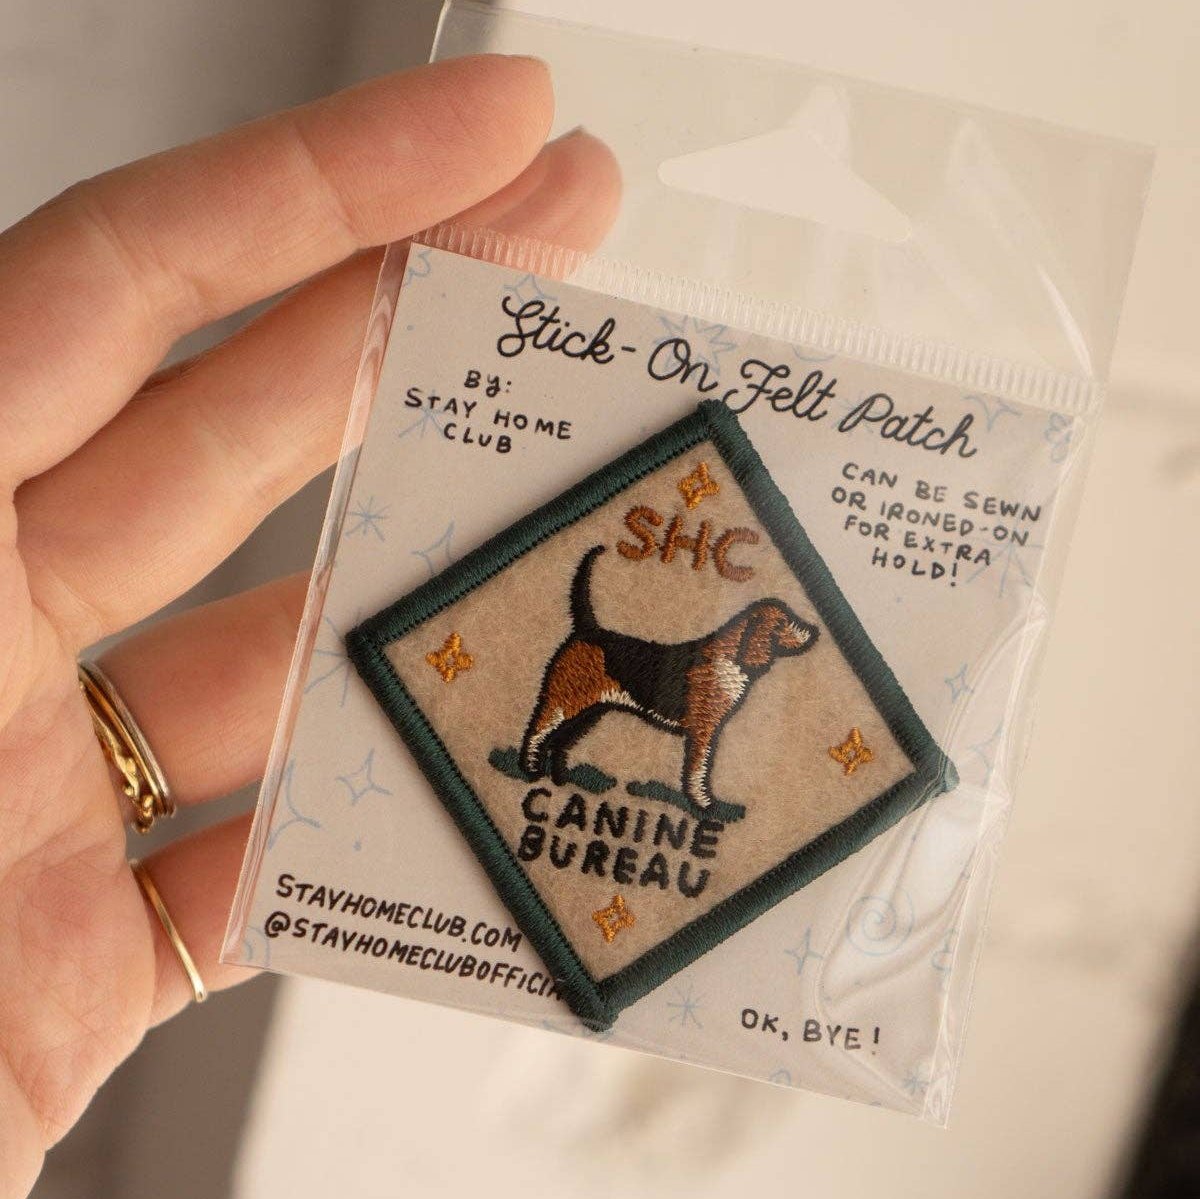 Stick-On Felt Patch
BY:
STAY HOME
CLUB
CAN BE SEWN
OR IRONED-ON
FOR EXTRA
HOLD!
SHC
CANINE
BUREAU
STAYHOMECLUB.COM
OK, BYE!